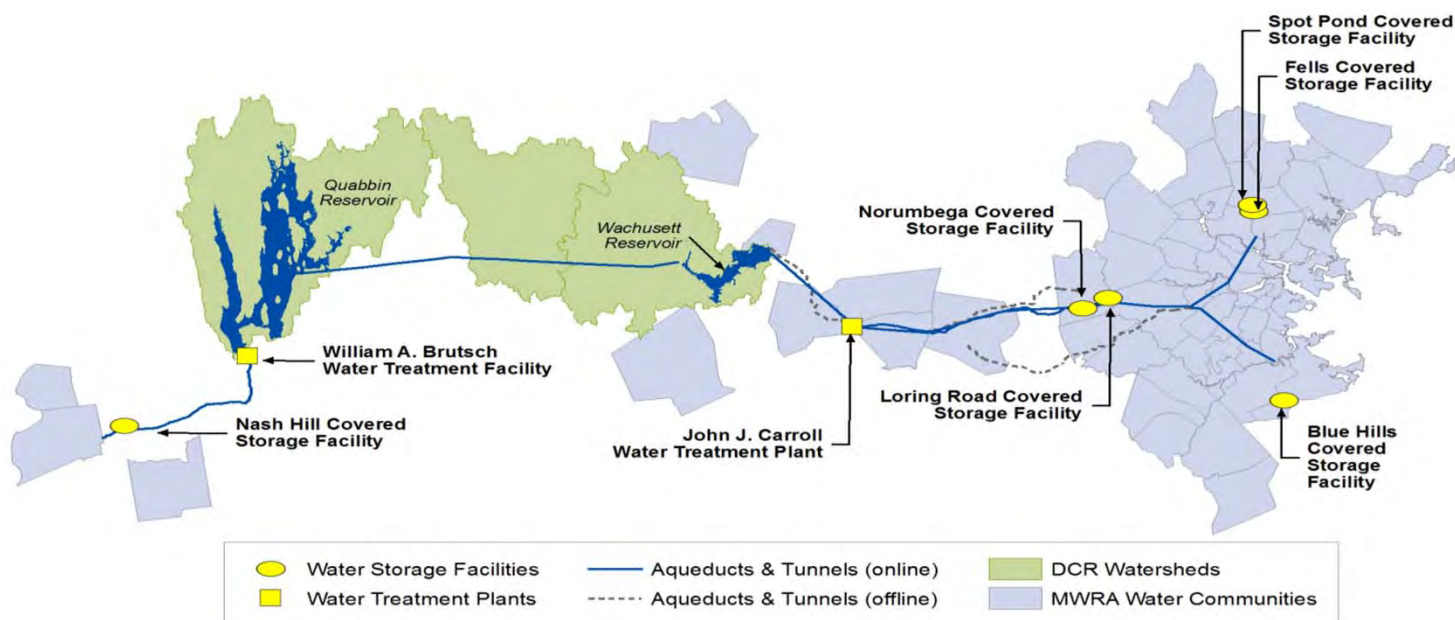 Spot Pond Covered
Storage Facility
Fells Covered
Storage Facility
Quabbin
Reservoir
Wachusett
Reservoir
Norumbega Covered
Storage Facility
William A. Brutsch
Water Treatment Facility
Nash Hill Covered
Storage Facility
Loring Road Covered
Storage Facility
John J. Carroll
Water Treatment Plant
Blue Hills
Covered
Storage
Facility
Water Storage Facilities
Aqueducts & Tunnels (online)
DCR Watersheds
Water Treatment Plants
Aqueducts & Tunnels (offline)
MWRA Water Communities